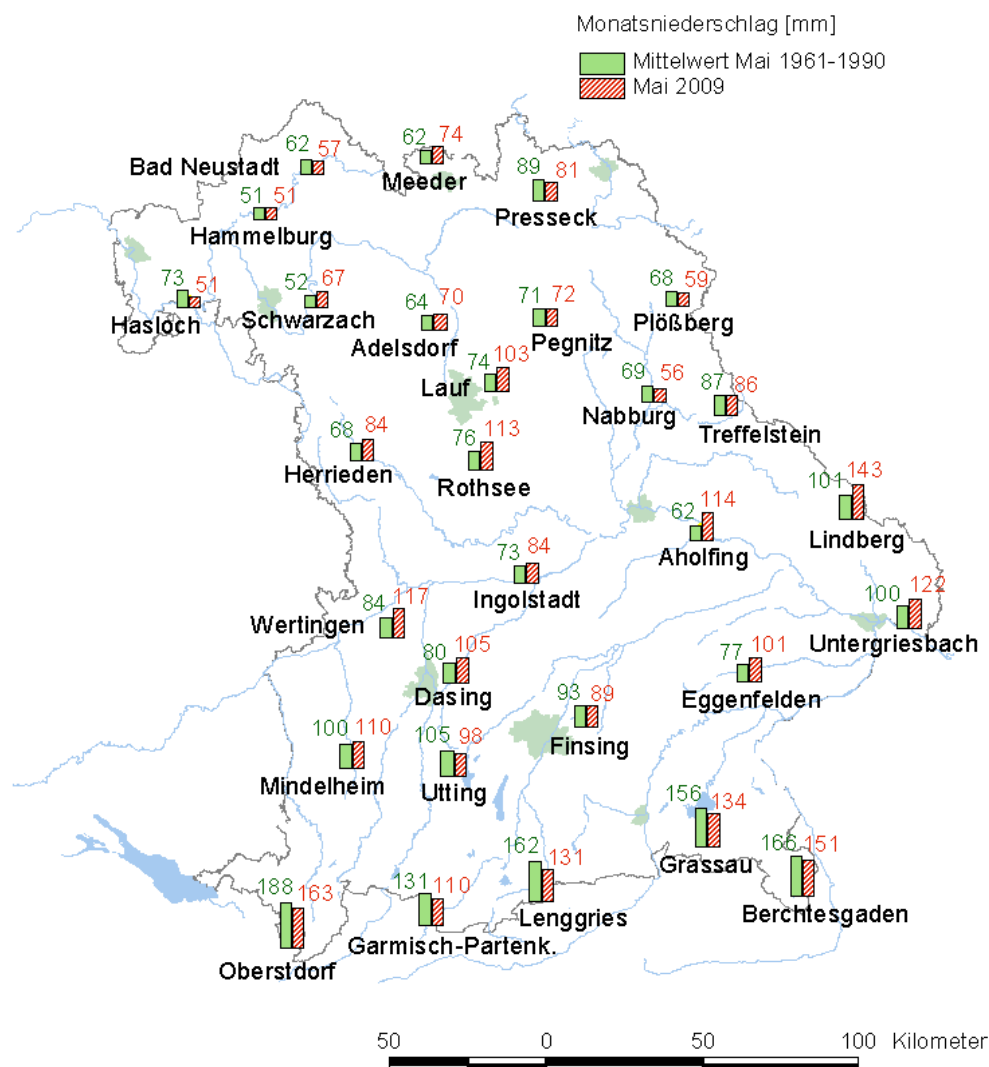 Monatsniederschlag [mm]
Mittelwert Mai 1961-1990
Mai 2009
62 57
Bad Neustadt
62 74
Meeder
89 81
Presseck
51 51
Hammelburg
73 51
Hasloch
52 67
Schwarzach
64 70
Adelsdorf
71 72
Pegnitz
68 59
Plößberg
74 103
Lauf
69 56
Nabburg
87 86
Treffelstein
68 84
Herrieden
76 113
Rothsee
62 114
Aholfing
104 143
Lindberg
73 84
Ingolstadt
84 117
Wertingen
100 122
Untergriesbach
80 105
Dasing
77 101
Eggenfelden
93 89
Finsing
100 110
Mindelheim
105 98
Utting
156 134
Grassau
166 151
Berchtesgaden
162 131
Lenggries
131 110
Garmisch-Partenk.
188 163
Oberstdorf
50 0 50 100 Kilometer